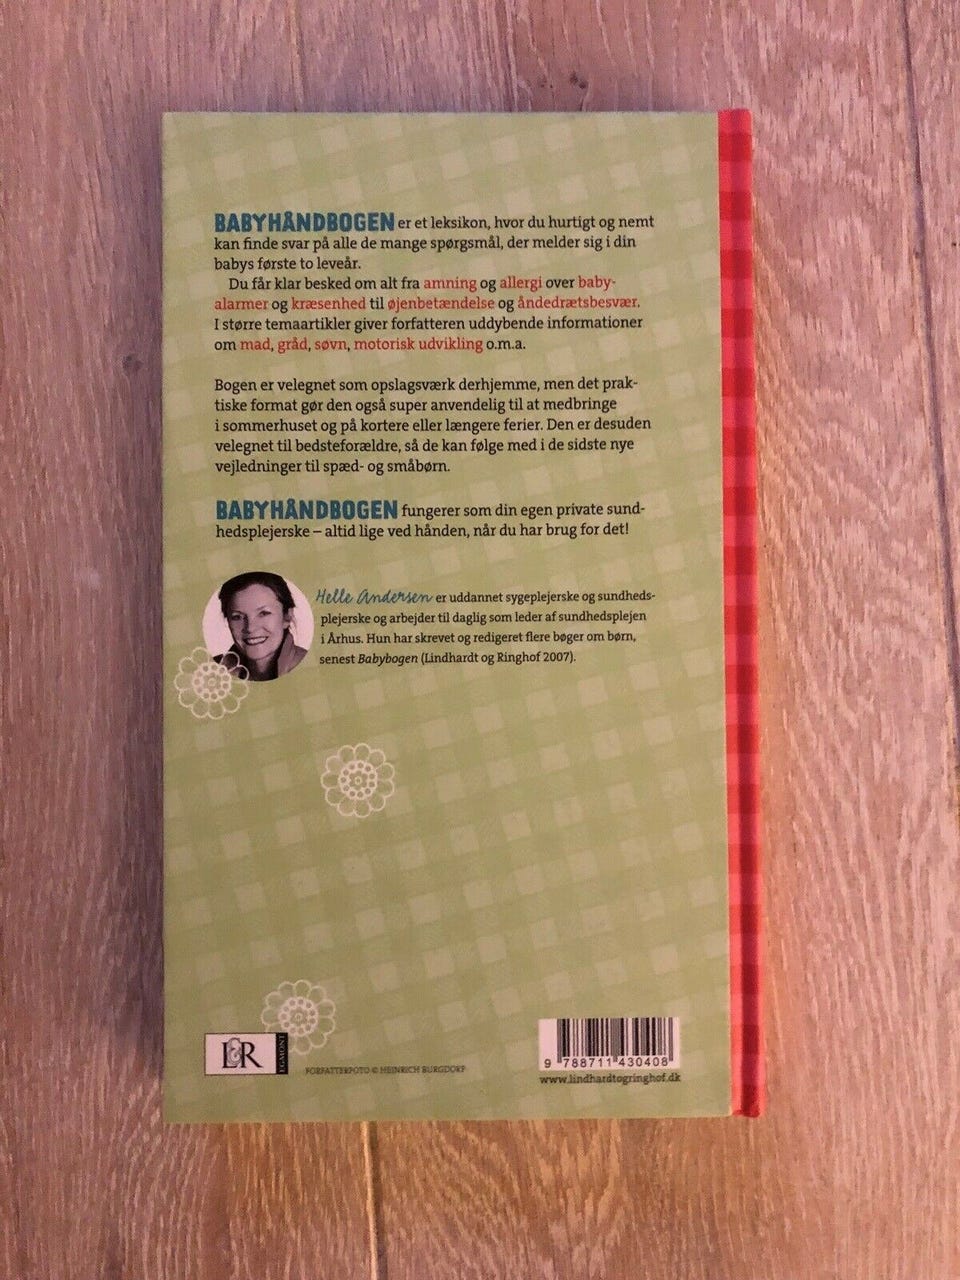 BABYHÅNDBOGEN er et leksikon, hvor du hurtigt og nemt
kan finde svar på alle de mange spørgsmål, der melder sig i din
babys første to leveår.
Du får klar besked om alt fra amning og allergi over baby-
alarmer og kræsenhed til øjenbetændelse og åndedrætsbesvær.
I større temaartikler giver forfatteren uddybende informationer
om mad, gråd, søvn, motorisk udvikling o.m.a.
Bogen er velegnet som opslagsværk derhjemme, men det prak-
tiske format gør den også super anvendelig til at medbringe
i sommerhuset og på kortere eller længere ferier. Den er desuden
velegnet til bedsteforældre, så de kan følge med i de sidste nye
vejledninger til spæd- og småbørn.
BABYHÅNDBOGEN fungerer som din egen private sund-
hedsplejerske – altid lige ved hånden, når du har brug for det!
Helle Andersen er uddannet sygeplejerske og sundheds-
plejerske og arbejder til daglig som leder af sundhedsplejen
i Århus. Hun har skrevet og redigeret flere bøger om børn,
senest Babybogen (Lindhardt og Ringhof 2007).
L&R
EGMONT
FORFATTERFOTO © HEINRICH BURGDORF
9 788711 430408
www.lindhardtogringhof.dk